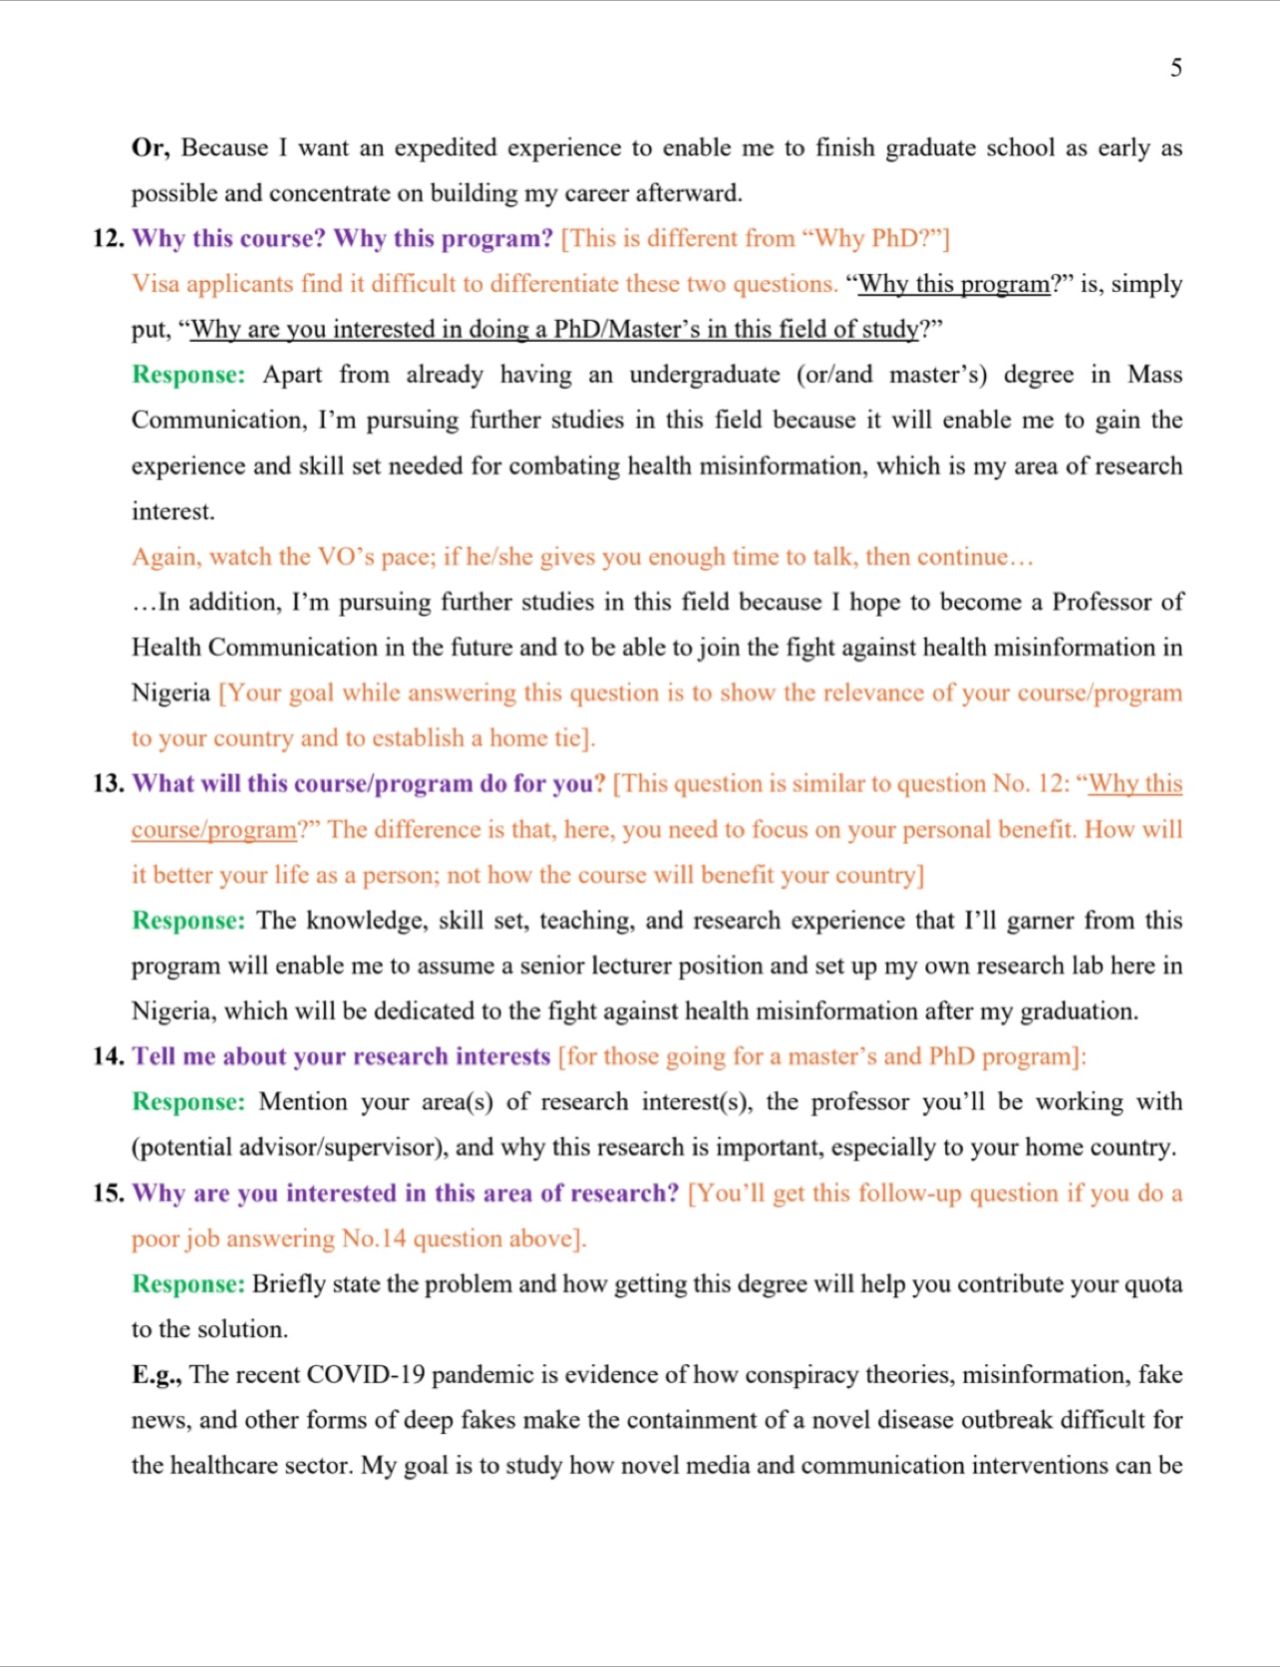 5
Or, Because I want an expedited experience to enable me to finish graduate school as early as
possible and concentrate on building my career afterward.
12. Why this course? Why this program? [This is different from “Why PhD?”]
Visa applicants find it difficult to differentiate these two questions. “Why this program?” is, simply
put, “Why are you interested in doing a PhD/Master’s in this field of study?”
Response: Apart from already having an undergraduate (or/and master’s) degree in Mass
Communication, I’m pursuing further studies in this field because it will enable me to gain the
experience and skill set needed for combating health misinformation, which is my area of research
interest.
Again, watch the VO’s pace; if he/she gives you enough time to talk, then continue…
…In addition, I’m pursuing further studies in this field because I hope to become a Professor of
Health Communication in the future and to be able to join the fight against health misinformation in
Nigeria [Your goal while answering this question is to show the relevance of your course/program
to your country and to establish a home tie].
13. What will this course/program do for you? [This question is similar to question No. 12: “Why this
course/program?” The difference is that, here, you need to focus on your personal benefit. How will
it better your life as a person; not how the course will benefit your country]
Response: The knowledge, skill set, teaching, and research experience that I’ll garner from this
program will enable me to assume a senior lecturer position and set up my own research lab here in
Nigeria, which will be dedicated to the fight against health misinformation after my graduation.
14. Tell me about your research interests [for those going for a master’s and PhD program]:
Response: Mention your area(s) of research interest(s), the professor you’ll be working with
(potential advisor/supervisor), and why this research is important, especially to your home country.
15. Why are you interested in this area of research? [You’ll get this follow-up question if you do a
poor job answering No.14 question above].
Response: Briefly state the problem and how getting this degree will help you contribute your quota
to the solution.
E.g., The recent COVID-19 pandemic is evidence of how conspiracy theories, misinformation, fake
news, and other forms of deep fakes make the containment of a novel disease outbreak difficult for
the healthcare sector. My goal is to study how novel media and communication interventions can be